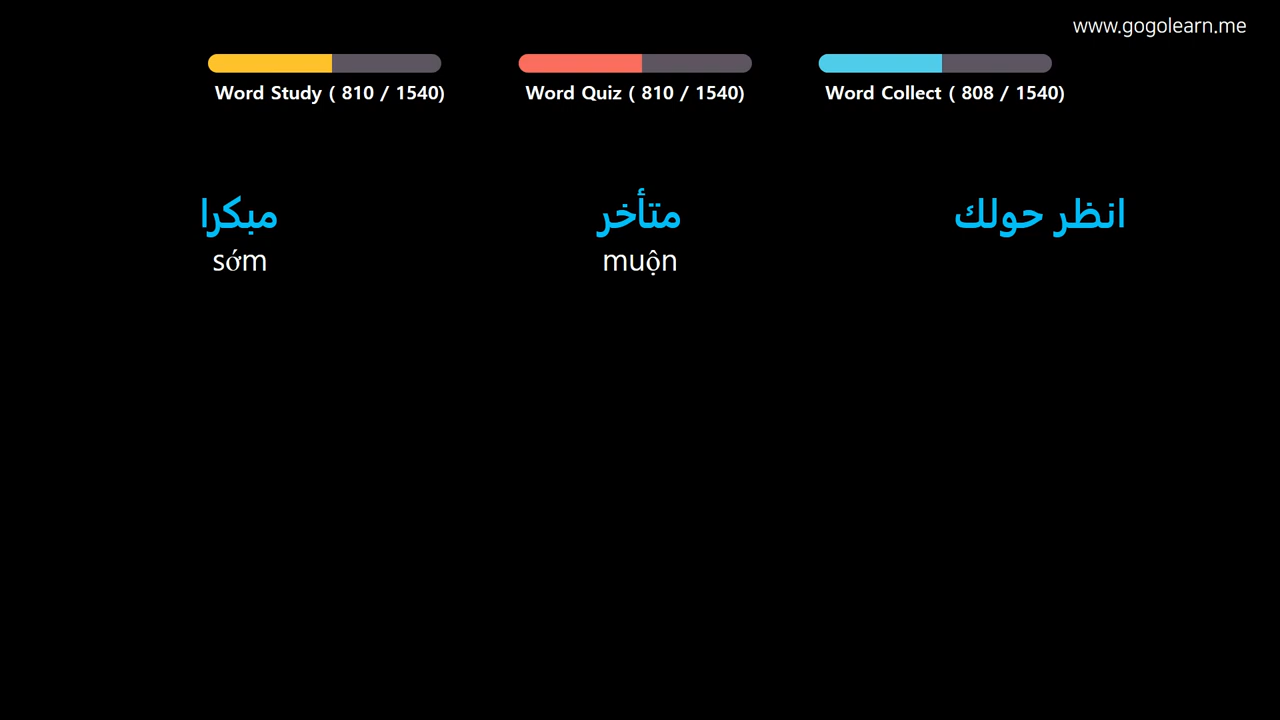 www.gogolearn.me
Word Study ( 810 / 1540)
Word Quiz ( 810 / 1540)
Word Collect ( 808 / 1540)
مبكرا
sớm
متأخر
muộn
انظر حولك